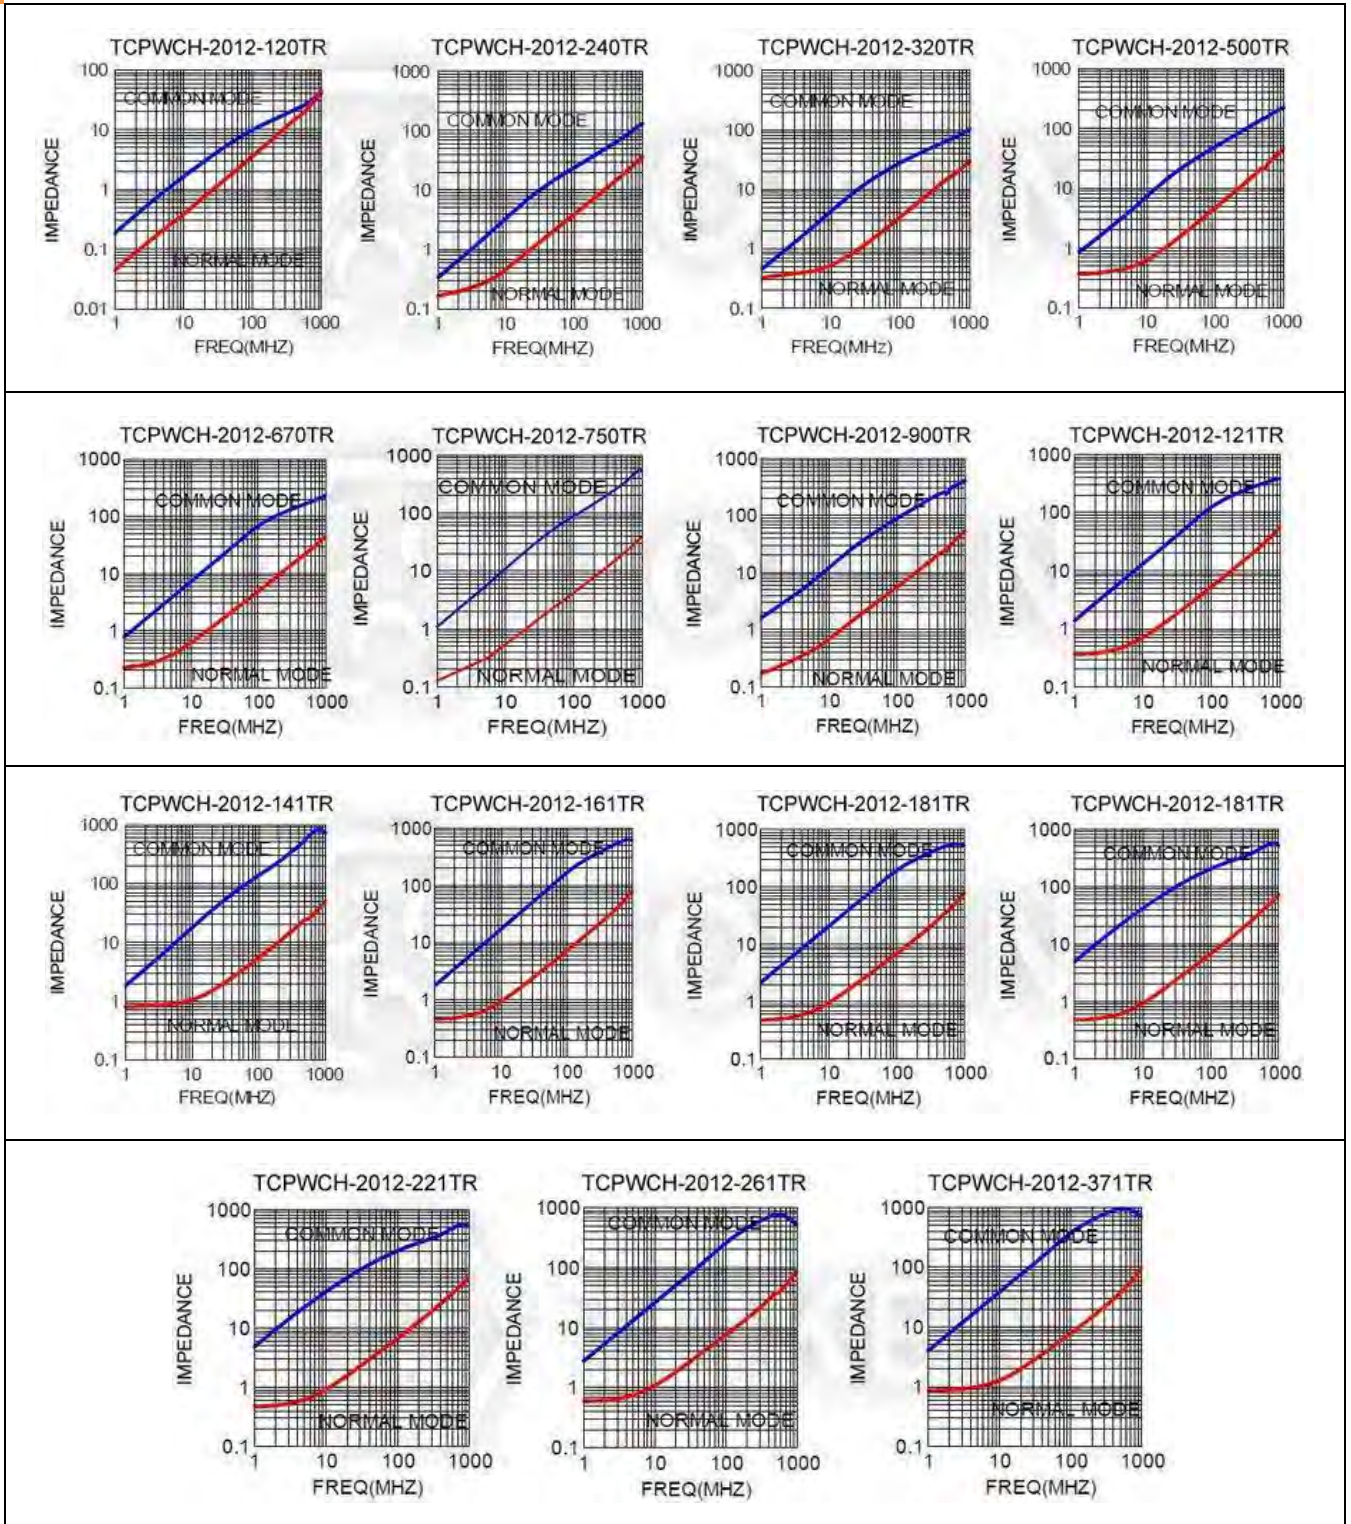 TCPWCH-2012-120TR
100
10
1
0.1
0.01
IMPEDANCE
COMMON MODE
NORMAL MODE
1 10 100 1000
FREQ(MHZ)
TCPWCH-2012-240TR
1000
100
10
1
0.1
IMPEDANCE
COMMON MODE
NORMAL MODE
1 10 100 1000
FREQ(MHZ)
TCPWCH-2012-320TR
1000
100
10
1
0.1
IMPEDANCE
COMMON MODE
NORMAL MODE
1 10 100 1000
FREQ(MHz)
TCPWCH-2012-500TR
1000
100
10
1
0.1
IMPEDANCE
COMMON MODE
NORMAL MODE
1 10 100 1000
FREQ(MHZ)
TCPWCH-2012-670TR
1000
100
10
1
0.1
IMPEDANCE
COMMON MODE
NORMAL MODE
1 10 100 1000
FREQ(MHZ)
TCPWCH-2012-750TR
1000
100
10
1
0.1
IMPEDANCE
COMMON MODE
NORMAL MODE
1 10 100 1000
FREQ(MHZ)
TCPWCH-2012-900TR
1000
100
10
1
0.1
IMPEDANCE
COMMON MODE
NORMAL MODE
1 10 100 1000
FREQ(MHZ)
TCPWCH-2012-121TR
1000
100
10
1
0.1
IMPEDANCE
COMMON MODE
NORMAL MODE
1 10 100 1000
FREQ(MHZ)
TCPWCH-2012-141TR
1000
100
10
1
0.1
IMPEDANCE
COMMON MODE
NORMAL MODE
1 10 100 1000
FREQ(MHZ)
TCPWCH-2012-161TR
1000
100
10
1
0.1
IMPEDANCE
COMMON MODE
NORMAL MODE
1 10 100 1000
FREQ(MHZ)
TCPWCH-2012-181TR
1000
100
10
1
0.1
IMPEDANCE
COMMON MODE
NORMAL MODE
1 10 100 1000
FREQ(MHZ)
TCPWCH-2012-181TR
1000
100
10
1
0.1
IMPEDANCE
COMMON MODE
NORMAL MODE
1 10 100 1000
FREQ(MHZ)
TCPWCH-2012-221TR
1000
100
10
1
0.1
IMPEDANCE
COMMON MODE
NORMAL MODE
1 10 100 1000
FREQ(MHZ)
TCPWCH-2012-261TR
1000
100
10
1
0.1
IMPEDANCE
COMMON MODE
NORMAL MODE
1 10 100 1000
FREQ(MHZ)
TCPWCH-2012-371TR
1000
100
10
1
0.1
IMPEDANCE
COMMON MODE
NORMAL MODE
1 10 100 1000
FREQ(MHZ)